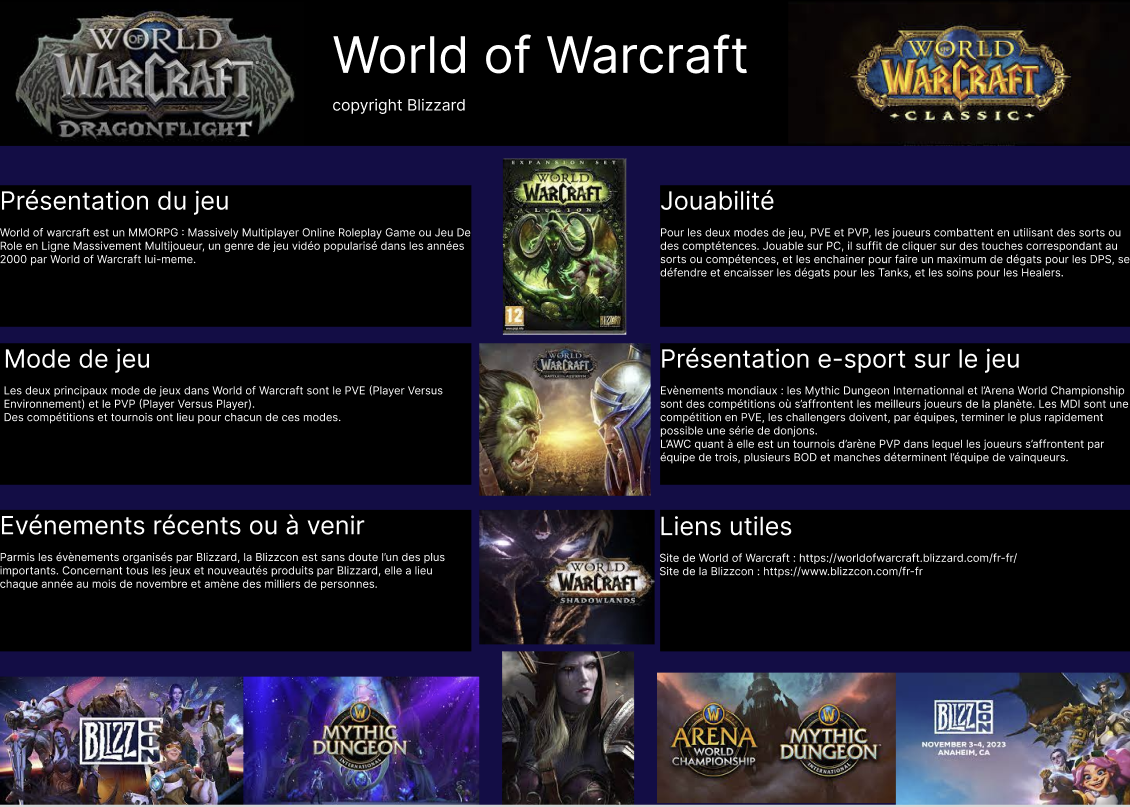 WORLD
OF
WARCRAFT
DRAGONFLIGHT
World of Warcraft
copyright Blizzard
WORLD
OF
WARCRAFT
CLASSIC
Présentation du jeu
World of warcraft est un MMORPG : Massively Multiplayer Online Roleplay Game ou Jeu De
Role en Ligne Massivement Multijoueur, un genre de jeu vidéo popularisé dans les années
2000 par World of Warcraft lui-meme.
EXPANSION SET
WORLD
OF
WARCRAFT
LEGION
12
www.pegi.info
BLIZZARD
Jouabilité
Pour les deux modes de jeu, PVE et PVP, les joueurs combattent en utilisant des sorts ou
des comptétences. Jouable sur PC, il suffit de cliquer sur des touches correspondant au
sorts ou compétences, et les enchainer pour faire un maximum de dégats pour les DPS, se
défendre et encaisser les dégats pour les Tanks, et les soins pour les Healers.
Mode de jeu
Les deux principaux mode de jeux dans World of Warcraft sont le PVE (Player Versus
Environnement) et le PVP (Player Versus Player).
Des compétitions et tournois ont lieu pour chacun de ces modes.
WORLD
OF
WARCRAFT
BATTLE FOR AZEROTH
Présentation e-sport sur le jeu
Evènements mondiaux : les Mythic Dungeon Internationnal et l'Arena World Championship
sont des compétitions où s'affrontent les meilleurs joueurs de la planète. Les MDI sont une
compétition en PVE, les challengers doivent, par équipes, terminer le plus rapidement
possible une série de donjons.
L'AWC quant à elle est un tournois d'arène PVP dans lequel les joueurs s'affrontent par
équipe de trois, plusieurs BOD et manches déterminent l'équipe de vainqueurs.
Evénements récents ou à venir
Parmis les évènements organisés par Blizzard, la Blizzcon est sans doute l'un des plus
importants. Concernant tous les jeux et nouveautés produits par Blizzard, elle a lieu
chaque année au mois de novembre et amène des milliers de personnes.
WORLD
OF
WARCRAFT
SHADOWLANDS
Liens utiles
Site de World of Warcraft : https://worldofwarcraft.blizzard.com/fr-fr/
Site de la Blizzcon : https://www.blizzcon.com/fr-fr
BLIZZ CON
W
MYTHIC
DUNGEON
INTERNATIONAL
W
ARENA
WORLD
CHAMPIONSHIP
W
MYTHIC
DUNGEON
INTERNATIONAL
BLIZZ CON
NOVEMBER 3-4, 2023
ANAHEIM, CA